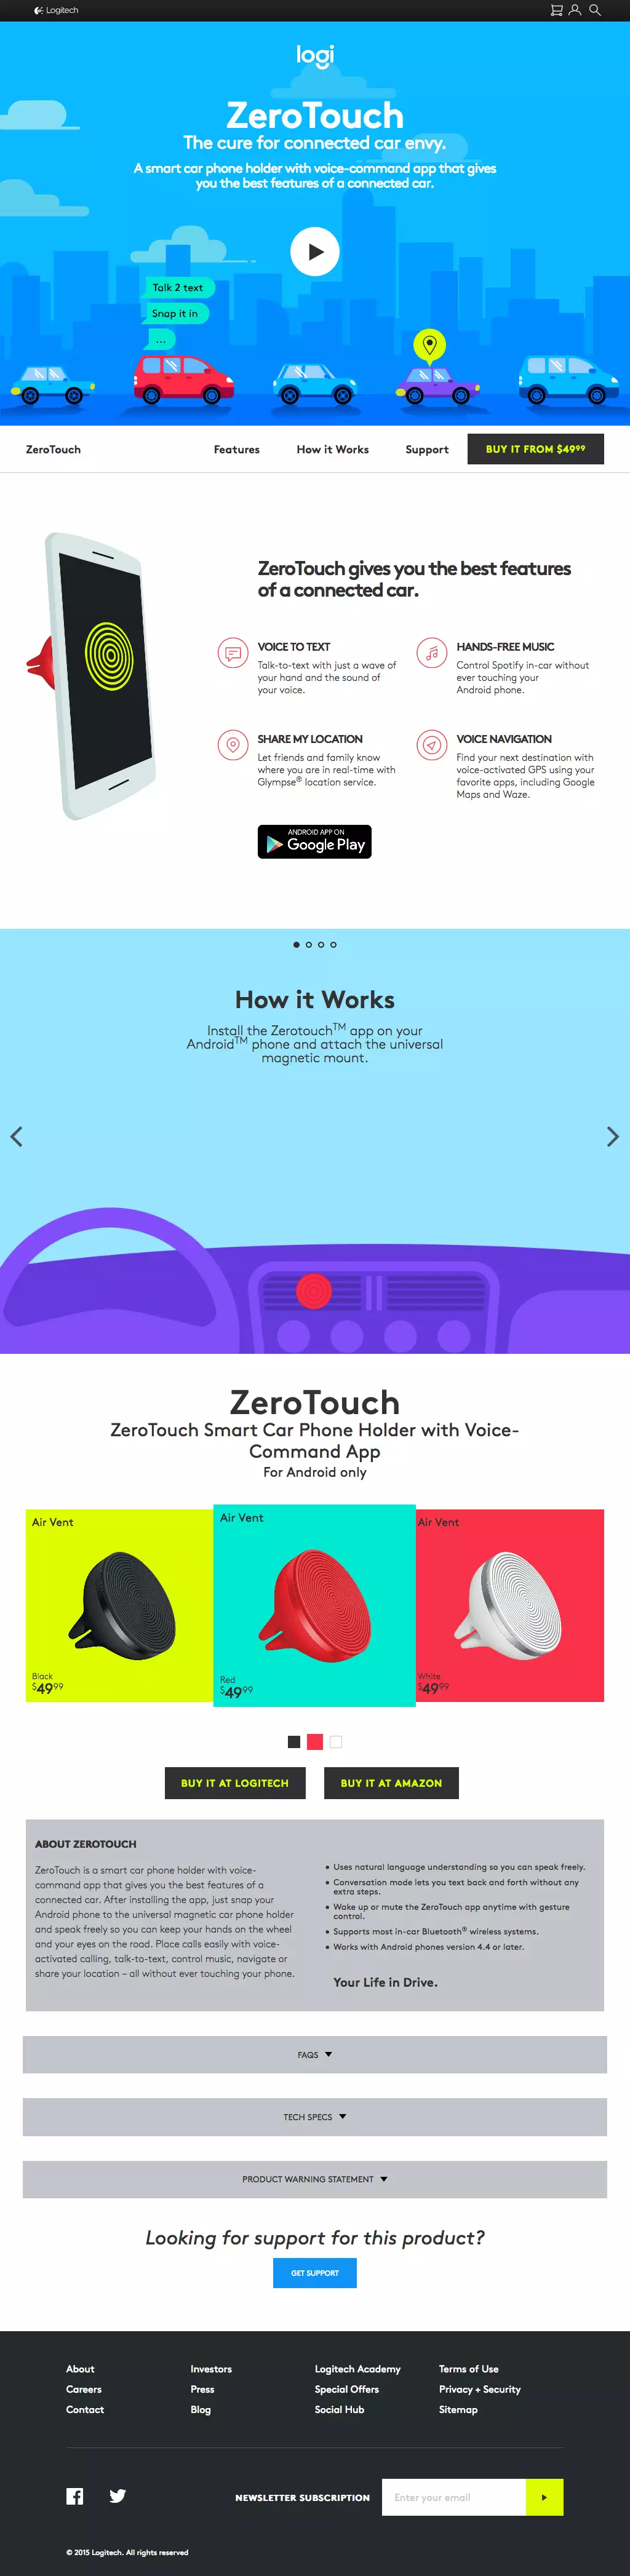 Logitech
logi
ZeroTouch
The cure for connected car envy.
A smart car phone holder with voice-command app that gives
you the best features of a connected car.
Talk 2 text
Snap it in
...
ZeroTouch
Features
How it Works
Support
BUY IT FROM $49⁹⁹
ZeroTouch gives you the best features
of a connected car.
VOICE TO TEXT
Talk-to-text with just a wave of
your hand and the sound of
your voice.
HANDS-FREE MUSIC
Control Spotify in-car without
ever touching your
Android phone.
SHARE MY LOCATION
Let friends and family know
where you are in real-time with
Glympse® location service.
VOICE NAVIGATION
Find your next destination with
voice-activated GPS using your
favorite apps, including Google
Maps and Waze.
ANDROID APP ON
Google Play
How it Works
Install the Zerotouch™ app on your
Android™ phone and attach the universal
magnetic mount.
ZeroTouch
ZeroTouch Smart Car Phone Holder with Voice-
Command App
For Android only
Air Vent
Black
$49⁹⁹
Air Vent
Red
$49⁹⁹
Air Vent
White
$49⁹⁹
BUY IT AT LOGITECH
BUY IT AT AMAZON
ABOUT ZEROTOUCH
ZeroTouch is a smart car phone holder with voice-
command app that gives you the best features of a
connected car. After installing the app, just snap your
Android phone to the universal magnetic car phone holder
and speak freely so you can keep your hands on the wheel
and your eyes on the road. Place calls easily with voice-
activated calling, talk-to-text, control music, navigate or
share your location – all without ever touching your phone.
• Uses natural language understanding so you can speak freely.
• Conversation mode lets you text back and forth without any
extra steps.
• Wake up or mute the ZeroTouch app anytime with gesture
control.
• Supports most in-car Bluetooth® wireless systems.
• Works with Android phones version 4.4 or later.
Your Life in Drive.
FAQS
TECH SPECS
PRODUCT WARNING STATEMENT
Looking for support for this product?
GET SUPPORT
About
Careers
Contact
Investors
Press
Blog
Logitech Academy
Special Offers
Social Hub
Terms of Use
Privacy + Security
Sitemap
NEWSLETTER SUBSCRIPTION
Enter your email
© 2015 Logitech. All rights reserved